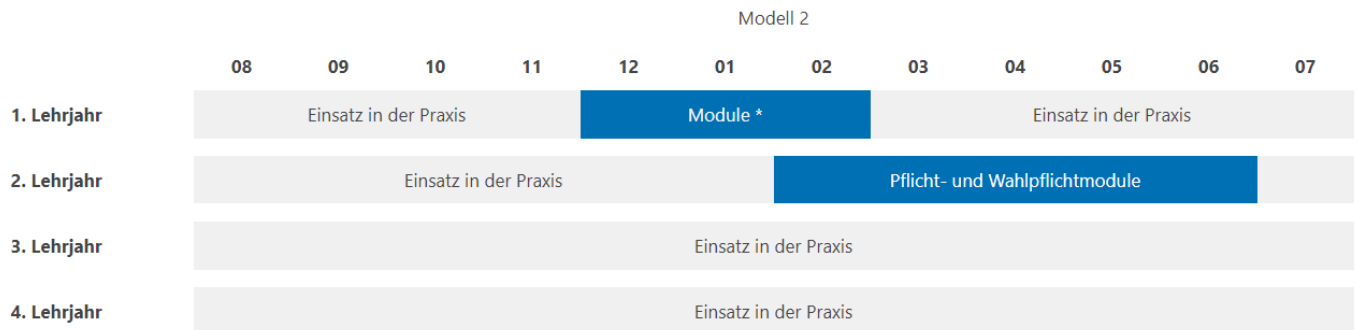 Modell 2
08 09 10 11 12 01 02 03 04 05 06 07
1. Lehrjahr Einsatz in der Praxis Module * Einsatz in der Praxis
2. Lehrjahr Einsatz in der Praxis Pflicht- und Wahlpflichtmodule
3. Lehrjahr Einsatz in der Praxis
4. Lehrjahr Einsatz in der Praxis